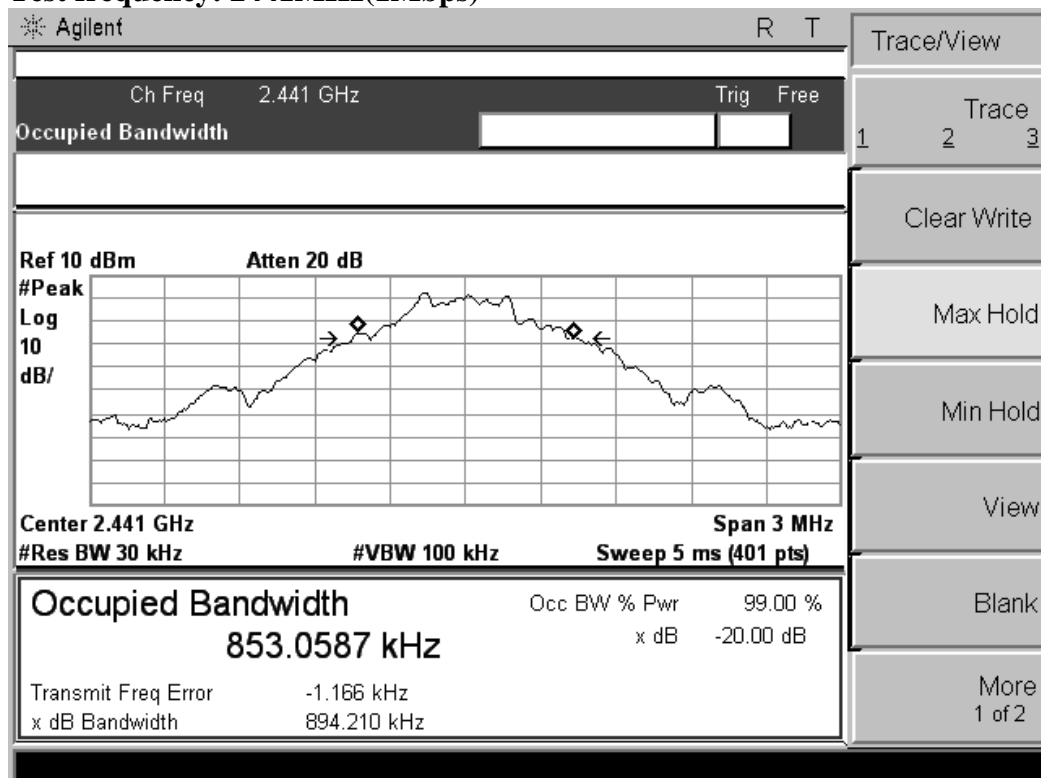 Test frequency: 2441MHz(1Mbps)
Agilent R T
Trace/View
Ch Freq 2.441 GHz Trig Free
Occupied Bandwidth
Trace
1 2 3
Clear Write
Max Hold
Min Hold
View
Blank
More
1 of 2
Ref 10 dBm Atten 20 dB
#Peak
Log
10
dB/
Center 2.441 GHz Span 3 MHz
#Res BW 30 kHz #VBW 100 kHz Sweep 5 ms (401 pts)
Occupied Bandwidth
853.0587 kHz
Occ BW % Pwr 99.00 %
x dB -20.00 dB
Transmit Freq Error -1.166 kHz
x dB Bandwidth 894.210 kHz